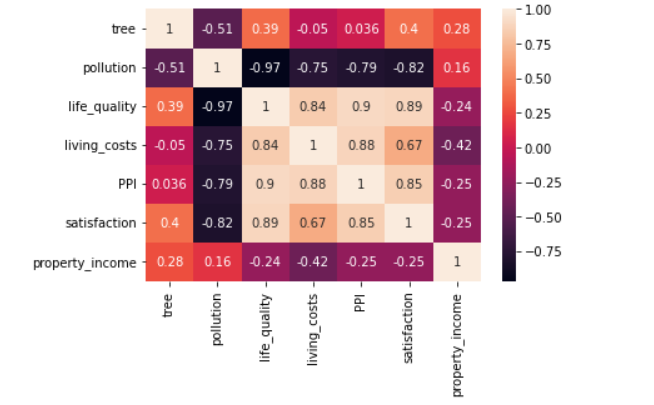 tree 1 -0.51 0.39 -0.05 0.036 0.4 0.28
pollution -0.51 1 -0.97 -0.75 -0.79 -0.82 0.16
life_quality 0.39 -0.97 1 0.84 0.9 0.89 -0.24
living_costs -0.05 -0.75 0.84 1 0.88 0.67 -0.42
PPI 0.036 -0.79 0.9 0.88 1 0.85 -0.25
satisfaction 0.4 -0.82 0.89 0.67 0.85 1 -0.25
property_income 0.28 0.16 -0.24 -0.42 -0.25 -0.25 1
tree
pollution
life_quality
living_costs
PPI
satisfaction
property_income
1.00
0.75
0.50
0.25
0.00
−0.25
−0.50
−0.75